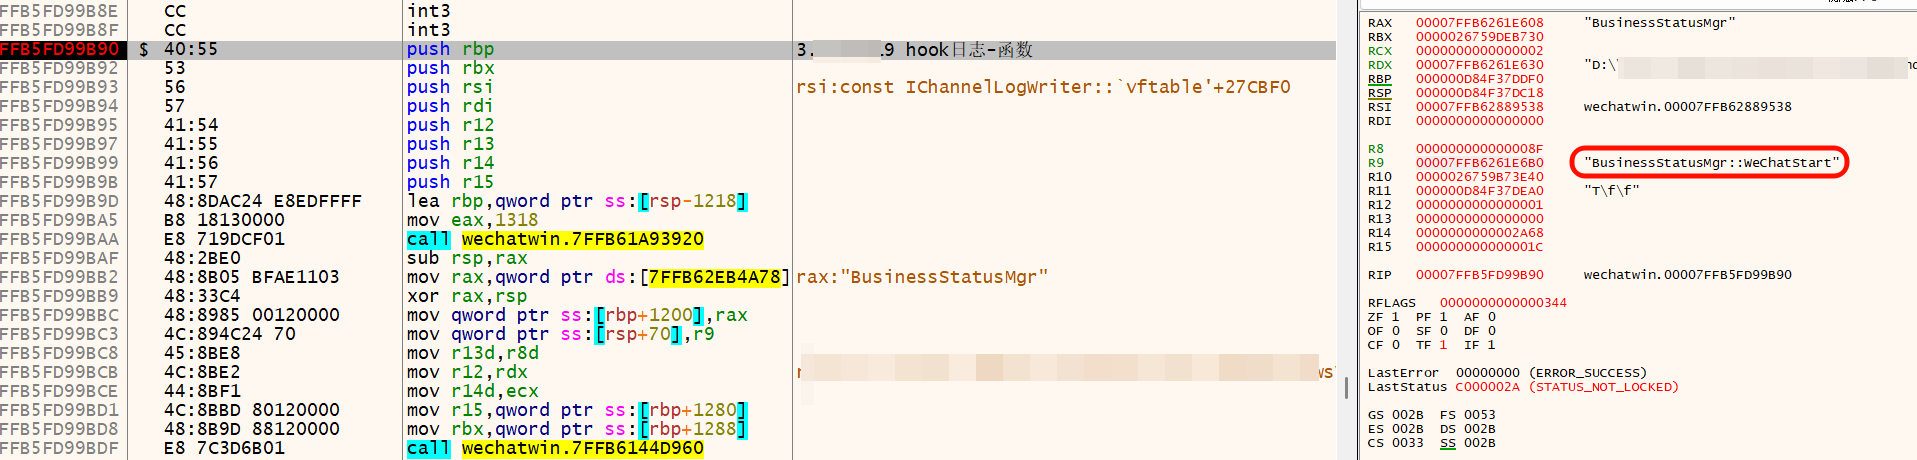 FFB5FD99B8E CC int3
FFB5FD99B8F CC int3
FFB5FD99B90 $ 40:55 push rbp 3. 19 hook日志-函数
FFB5FD99B92 53 push rbx
FFB5FD99B93 56 push rsi rsi:const IChannelLogWriter::`vftable'+27CBF0
FFB5FD99B94 57 push rdi
FFB5FD99B95 41:54 push r12
FFB5FD99B97 41:55 push r13
FFB5FD99B99 41:56 push r14
FFB5FD99B9B 41:57 push r15
FFB5FD99B9D 48:8DAC24 E8EDFFFF lea rbp,qword ptr ss:[rsp-1218]
FFB5FD99BA5 B8 18130000 mov eax,1318
FFB5FD99BAA E8 719DCF01 call wechatwin.7FFB61A93920
FFB5FD99BAF 48:2BE0 sub rsp,rax
FFB5FD99BB2 48:8B05 BFAE1103 mov rax,qword ptr ds:[7FFB62EB4A78] rax:"BusinessStatusMgr"
FFB5FD99BB9 48:33C4 xor rax,rsp
FFB5FD99BBC 48:8985 00120000 mov qword ptr ss:[rbp+1200],rax
FFB5FD99BC3 4C:894C24 70 mov qword ptr ss:[rsp+70],r9
FFB5FD99BC8 45:8BE8 mov r13d,r8d
FFB5FD99BCB 4C:8BE2 mov r12,rdx
FFB5FD99BCE 44:8BF1 mov r14d,ecx
FFB5FD99BD1 4C:8BBD 80120000 mov r15,qword ptr ss:[rbp+1280]
FFB5FD99BD8 48:8B9D 88120000 mov rbx,qword ptr ss:[rbp+1288]
FFB5FD99BDF E8 7C3D6B01 call wechatwin.7FFB6144D960
RAX 00007FFB6261E608 "BusinessStatusMgr"
RBX 0000026759DEB730
RCX 0000000000000002
RDX 00007FFB6261E630 "D:\
RBP 000000D84F37DDF0
RSP 000000D84F37DC18
RSI 00007FFB62889538 wechatwin.00007FFB62889538
RDI 0000000000000000
R8 000000000000008F
R9 00007FFB6261E6B0 "BusinessStatusMgr::WeChatStart"
R10 0000026759B73E40
R11 000000D84F37DEA0 "T\f\f"
R12 0000000000000001
R13 0000000000000000
R14 0000000000002A68
R15 000000000000001C
RIP 00007FFB5FD99B90 wechatwin.00007FFB5FD99B90
RFLAGS 0000000000000344
ZF 1 PF 1 AF 0
OF 0 SF 0 DF 0
CF 0 TF 1 IF 1
LastError 00000000 (ERROR_SUCCESS)
LastStatus C000002A (STATUS_NOT_LOCKED)
GS 002B FS 0053
ES 002B DS 002B
CS 0033 SS 002B